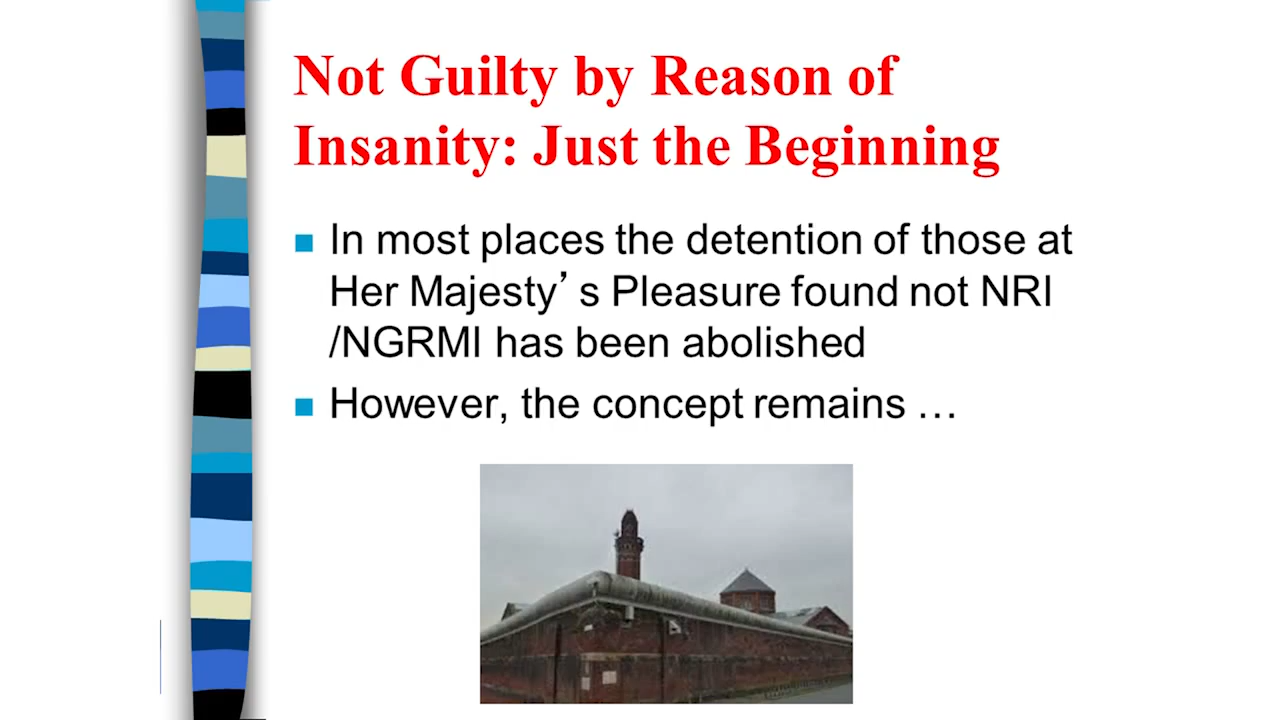 Not Guilty by Reason of
Insanity: Just the Beginning
In most places the detention of those at
Her Majesty’s Pleasure found not NRI
/NGRMI has been abolished
However, the concept remains …